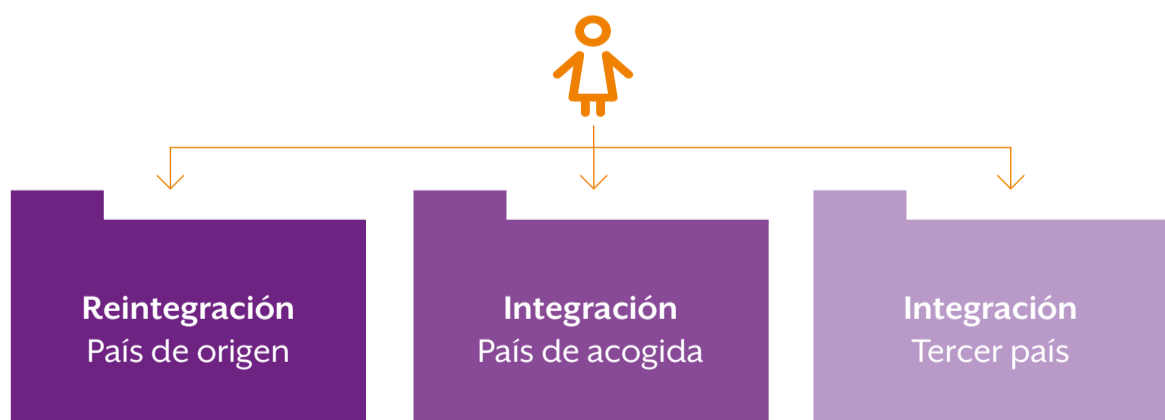 Reintegración
País de origen
Integración
País de acogida
Integración
Tercer país